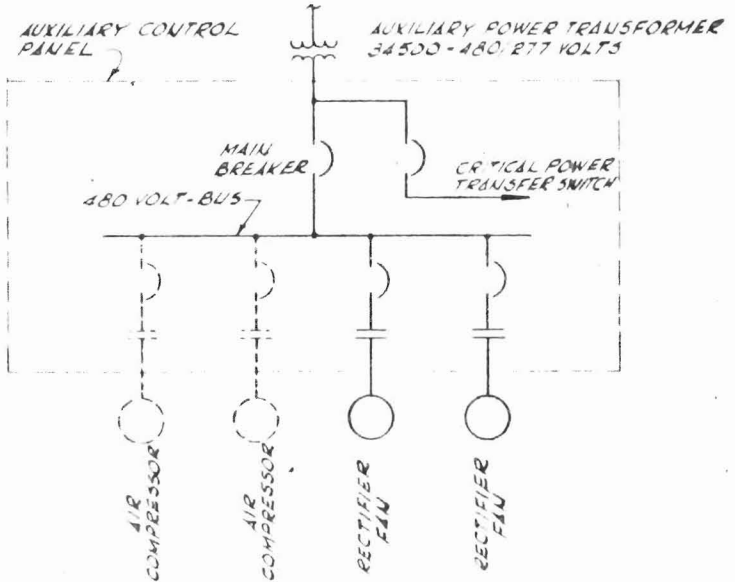 AUXILIARY CONTROL
PANEL
AUXILIARY POWER TRANSFORMER
34500-480/277 VOLTS
MAIN
BREAKER
CRITICAL POWER
TRANSFER SWITCH
480 VOLT-BUS
AIR
COMPRESSOR
AIR
COMPRESSOR
RECTIFIER
FAN
RECTIFIER
FAN